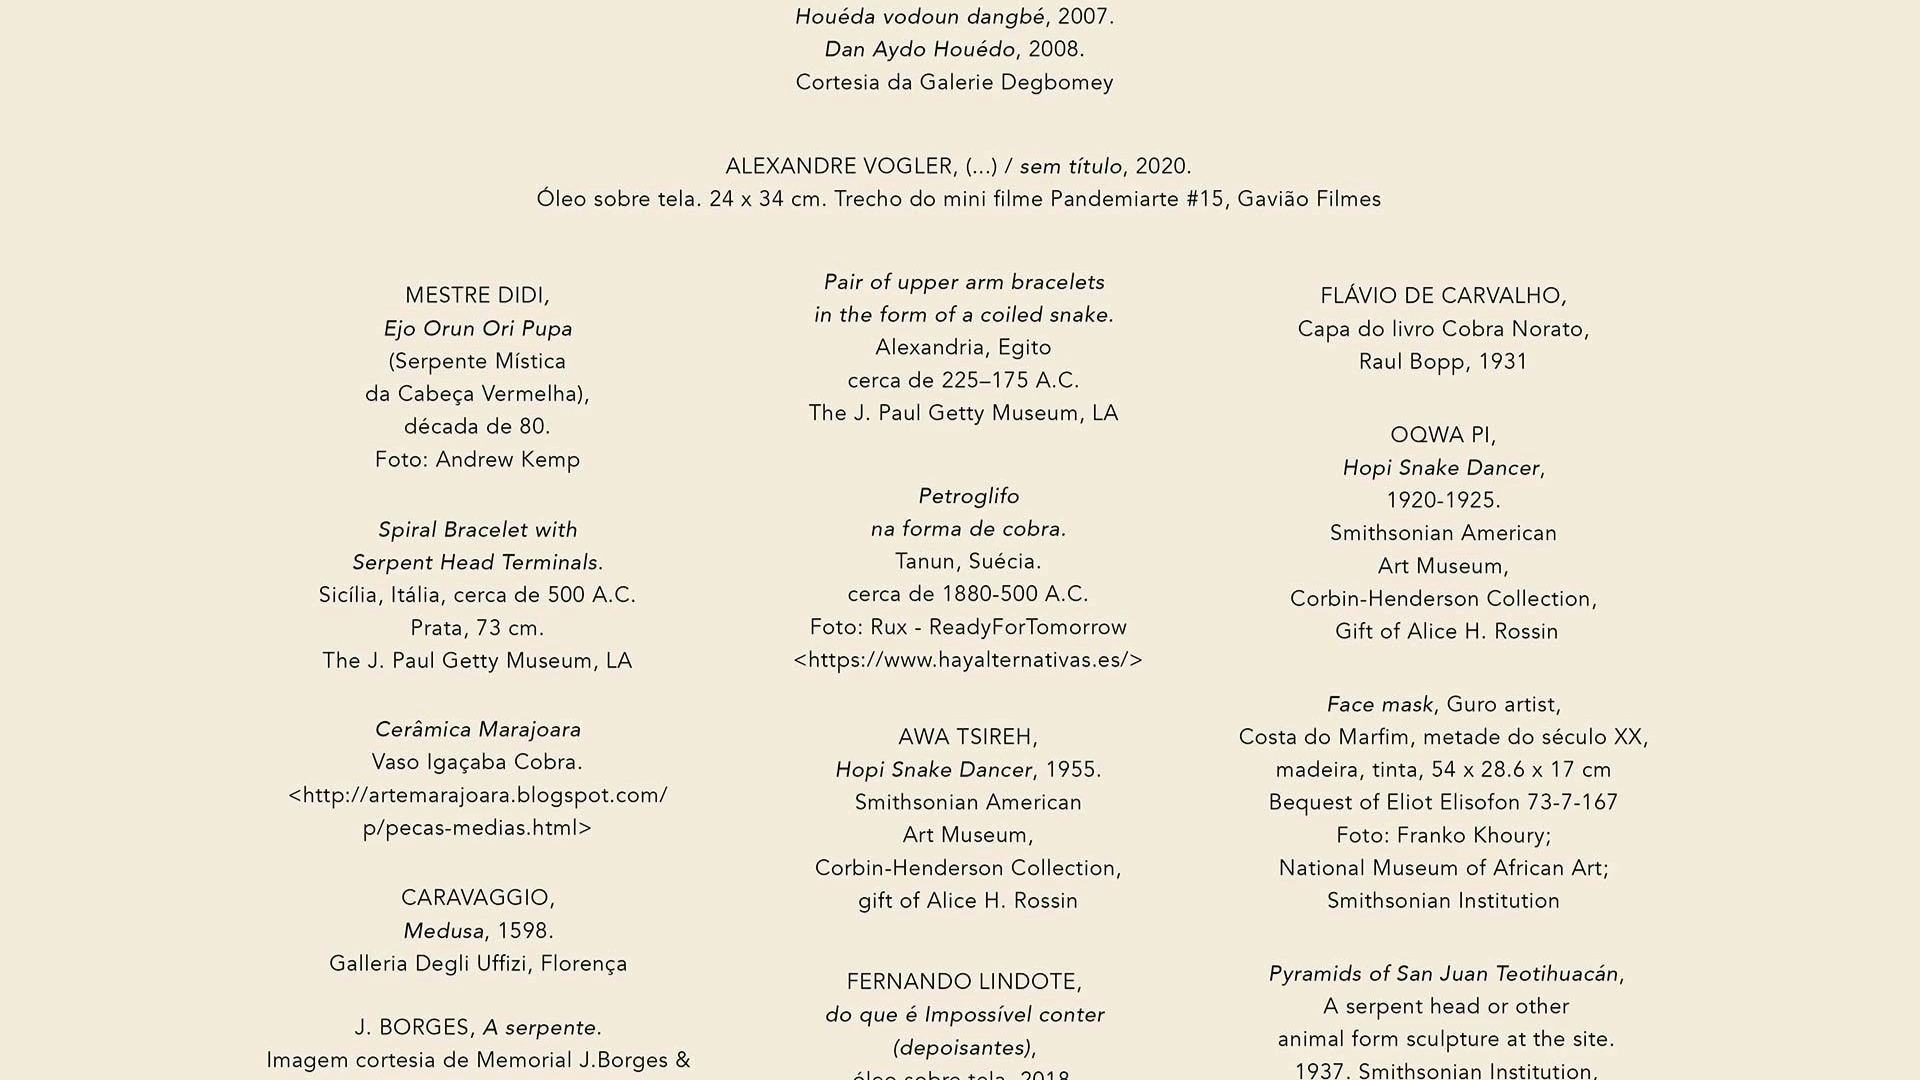 Houéda vodoun dangbé, 2007.
Dan Aydo Houédo, 2008.
Cortesia da Galerie Degbomey
ALEXANDRE VOGLER, (...) / sem título, 2020.
Óleo sobre tela. 24 x 34 cm. Trecho do mini filme Pandemiarte #15, Gavião Filmes
MESTRE DIDI,
Ejo Orun Ori Pupa
(Serpente Mística
da Cabeça Vermelha),
década de 80.
Foto: Andrew Kemp
Spiral Bracelet with
Serpent Head Terminals.
Sicília, Itália, cerca de 500 A.C.
Prata, 73 cm.
The J. Paul Getty Museum, LA
Cerâmica Marajoara
Vaso Igaçaba Cobra.
<http://artemarajoara.blogspot.com/
p/pecas-medias.html>
CARAVAGGIO,
Medusa, 1598.
Galleria Degli Uffizi, Florença
J. BORGES, A serpente.
Imagem cortesia de Memorial J.Borges &
Pair of upper arm bracelets
in the form of a coiled snake.
Alexandria, Egito
cerca de 225–175 A.C.
The J. Paul Getty Museum, LA
Petroglifo
na forma de cobra.
Tanun, Suécia.
cerca de 1880-500 A.C.
Foto: Rux - ReadyForTomorrow
<https://www.hayalternativas.es/>
AWA TSIREH,
Hopi Snake Dancer, 1955.
Smithsonian American
Art Museum,
Corbin-Henderson Collection,
gift of Alice H. Rossin
FERNANDO LINDOTE,
do que é Impossível conter
(depoisantes),
óleo sobre tela, 2018
FLÁVIO DE CARVALHO,
Capa do livro Cobra Norato,
Raul Bopp, 1931
OQWA PI,
Hopi Snake Dancer,
1920-1925.
Smithsonian American
Art Museum,
Corbin-Henderson Collection,
Gift of Alice H. Rossin
Face mask, Guro artist,
Costa do Marfim, metade do século XX,
madeira, tinta, 54 x 28.6 x 17 cm
Bequest of Eliot Elisofon 73-7-167
Foto: Franko Khoury;
National Museum of African Art;
Smithsonian Institution
Pyramids of San Juan Teotihuacán,
A serpent head or other
animal form sculpture at the site.
1937. Smithsonian Institution,